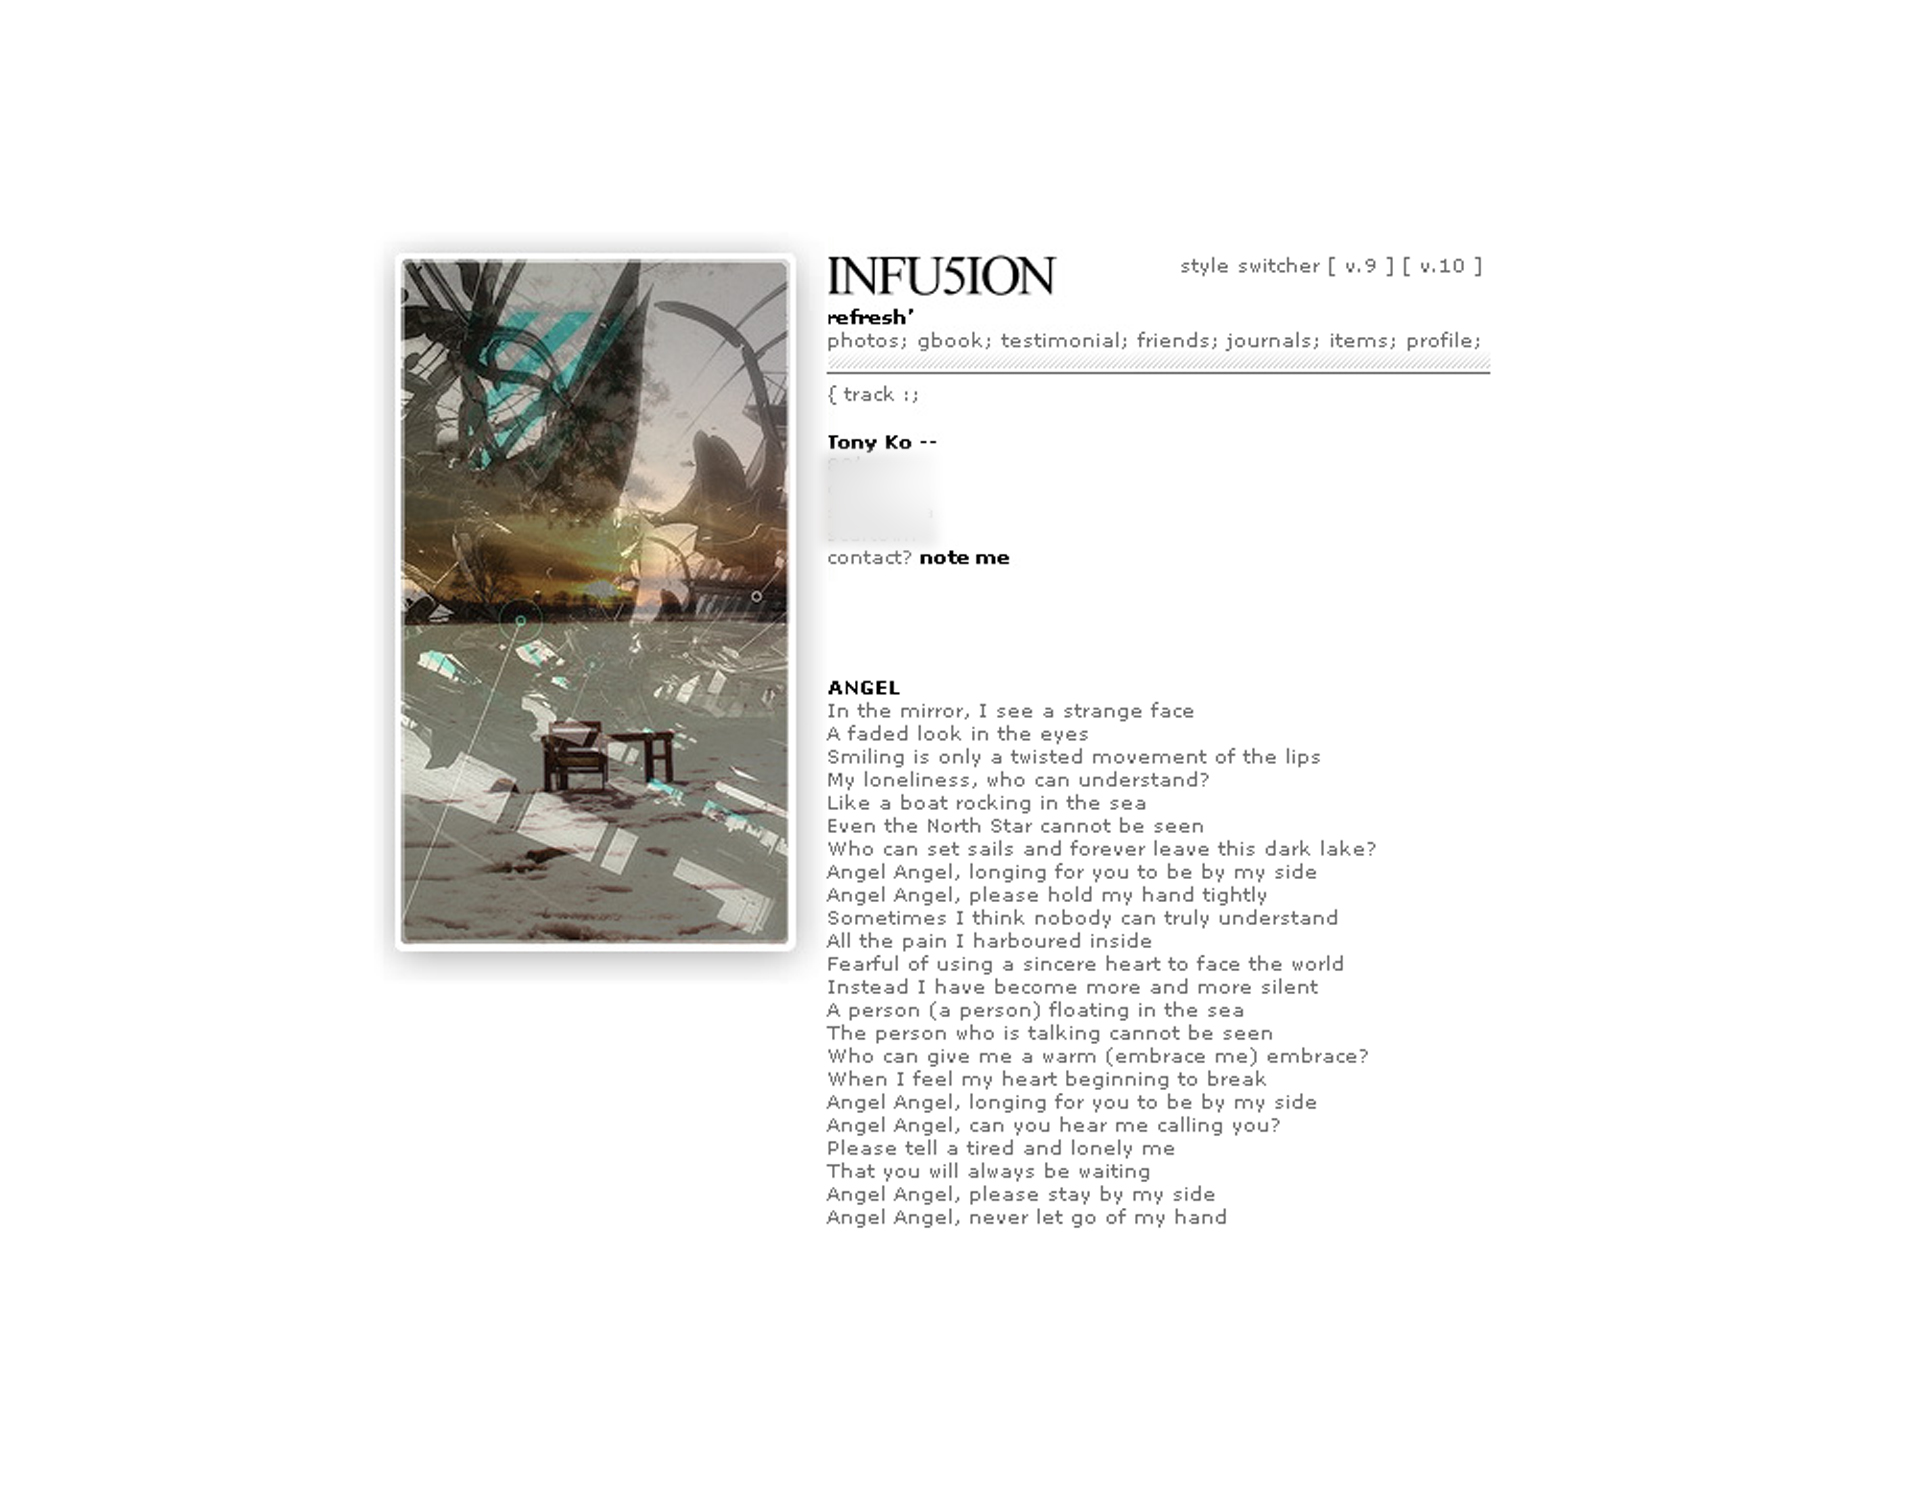 INFU5ION
style switcher [ v.9 ] [ v.10 ]
refresh'
photos; gbook; testimonial; friends; journals; items; profile;
{ track :;
Tony Ko --
contact? note me
ANGEL
In the mirror, I see a strange face
A faded look in the eyes
Smiling is only a twisted movement of the lips
My loneliness, who can understand?
Like a boat rocking in the sea
Even the North Star cannot be seen
Who can set sails and forever leave this dark lake?
Angel Angel, longing for you to be by my side
Angel Angel, please hold my hand tightly
Sometimes I think nobody can truly understand
All the pain I harboured inside
Fearful of using a sincere heart to face the world
Instead I have become more and more silent
A person (a person) floating in the sea
The person who is talking cannot be seen
Who can give me a warm (embrace me) embrace?
When I feel my heart beginning to break
Angel Angel, longing for you to be by my side
Angel Angel, can you hear me calling you?
Please tell a tired and lonely me
That you will always be waiting
Angel Angel, please stay by my side
Angel Angel, never let go of my hand